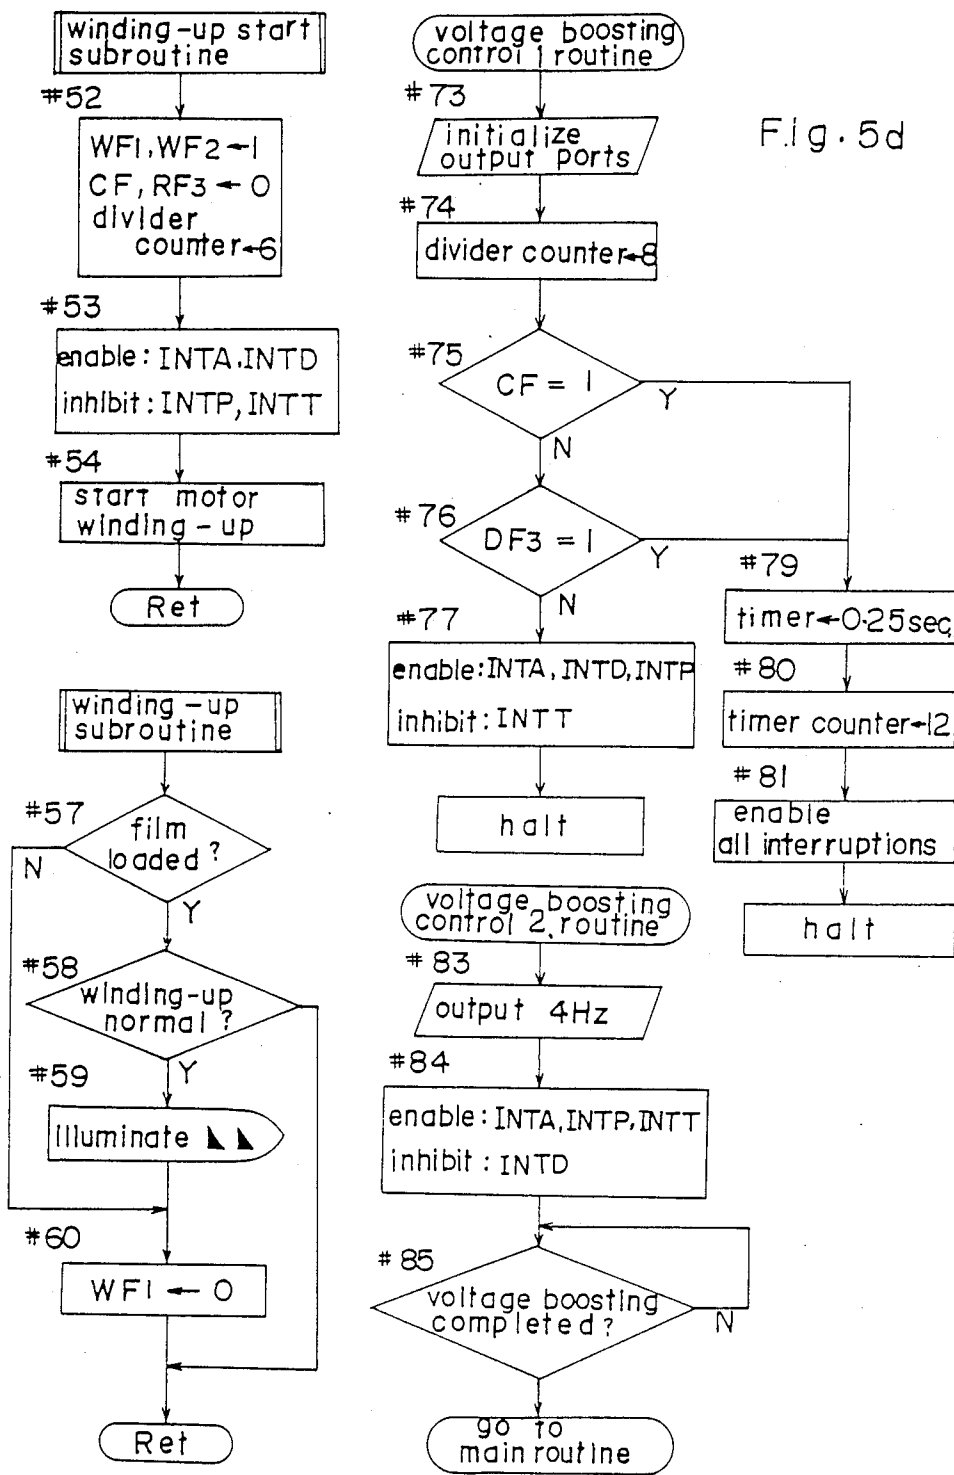 winding-up start
subroutine
#52
WF1,WF2←1
CF, RF3 ← 0
divider
counter←6
#53
enable: INTA.INTD
inhibit: INTP, INTT
#54
start motor
winding-up
Ret
winding-up
subroutine
#57
film
loaded?
N
Y
#58
winding-up
normal?
Y
#59
illuminate
#60
WF1 ← 0
Ret
voltage boosting
control 1 routine
#73
initialize
output ports
#74
divider counter←8
#75
CF = 1
Y
N
#76
DF3 = 1
Y
N
#77
enable:INTA, INTD, INTP
inhibit: INTT
halt
#79
timer←0.25sec,
#80
timer counter←12
#81
enable
all interruptions
halt
voltage boosting
control 2. routine
#83
output 4Hz
#84
enable: INTA, INTP, INTT
inhibit: INTD
#85
voltage boosting
completed?
N
go to
main routine
F.ig. 5d